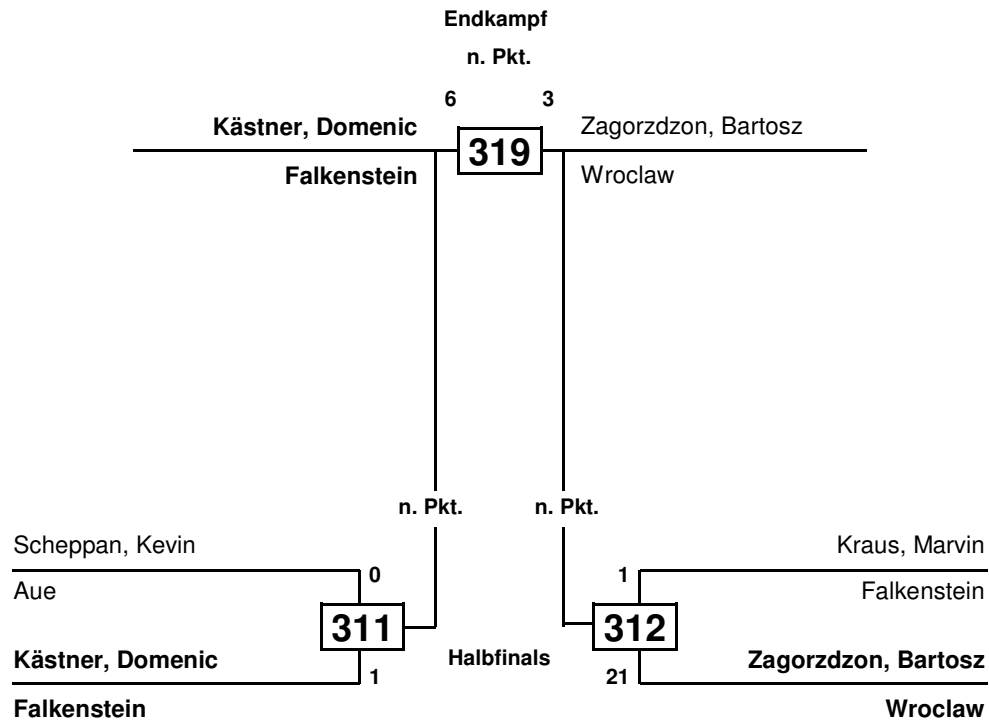 Endkampf
n. Pkt.
6 3
Kästner, Domenic 319 Zagorzdzon, Bartosz
Falkenstein Wroclaw
n. Pkt. n. Pkt.
Scheppan, Kevin Kraus, Marvin
0 1
Aue Falkenstein
311 312
Kästner, Domenic Halbfinals Zagorzdzon, Bartosz
1 21
Falkenstein Wroclaw